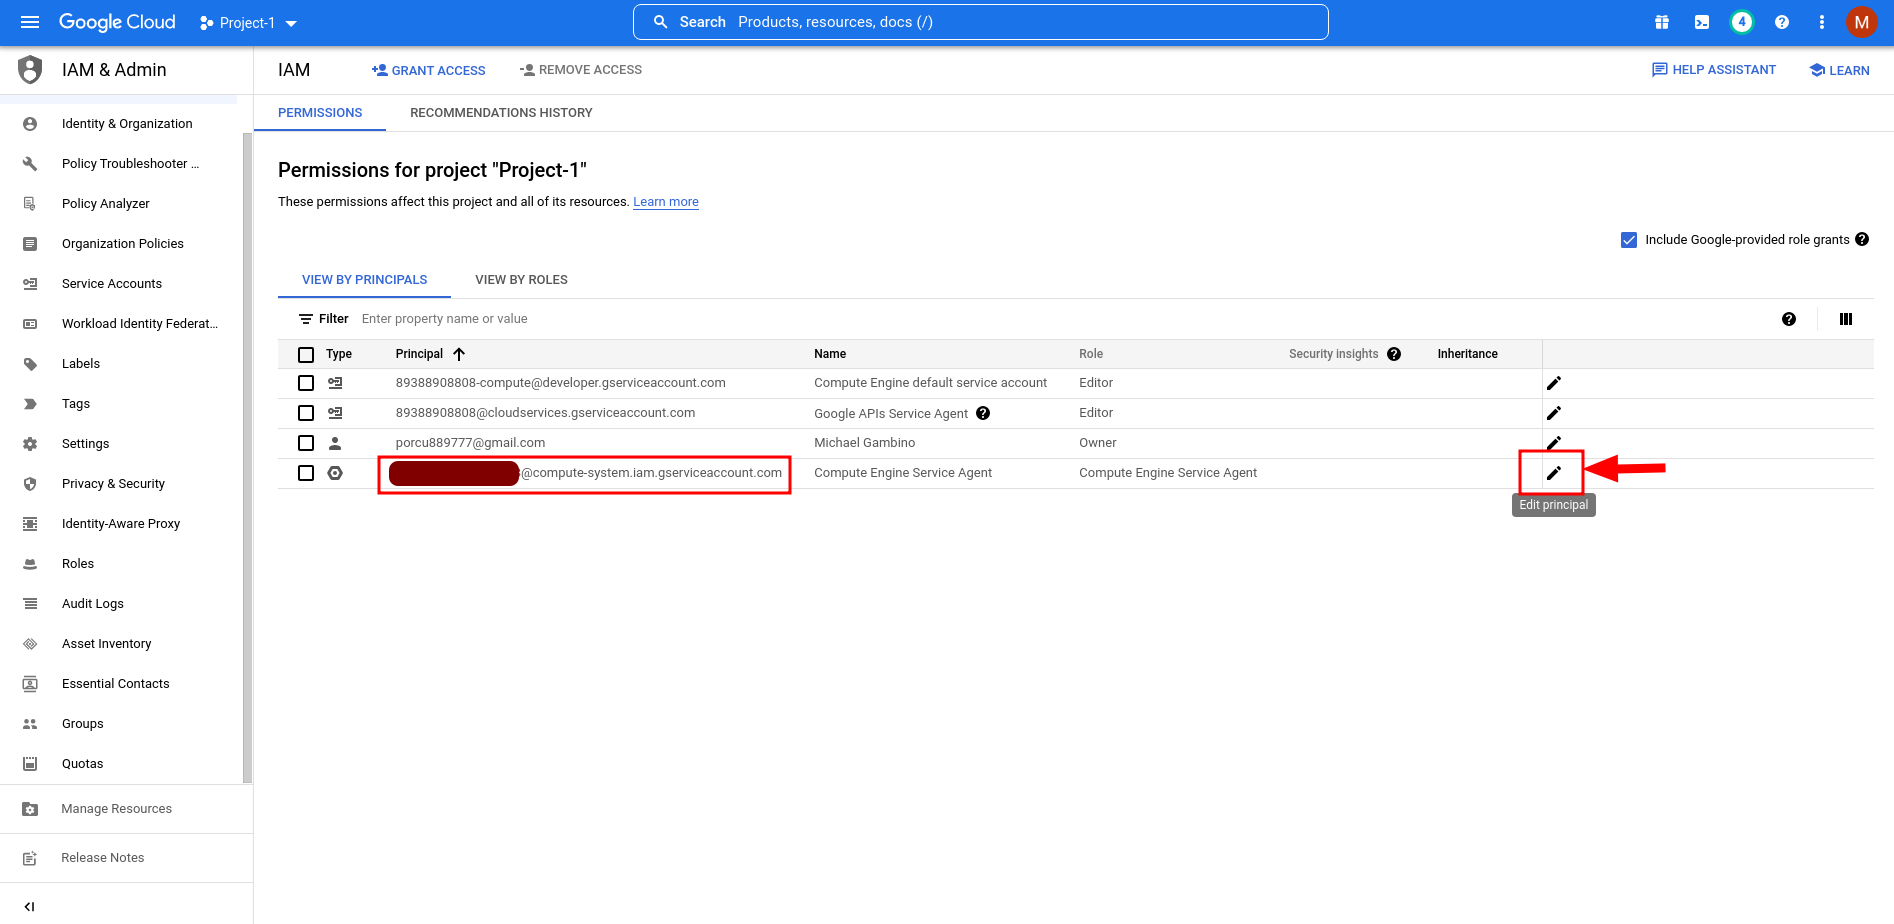 Google Cloud
Project-1
Search Products, resources, docs (/)
4
M
IAM & Admin
Identity & Organization
Policy Troubleshooter ...
Policy Analyzer
Organization Policies
Service Accounts
Workload Identity Federat...
Labels
Tags
Settings
Privacy & Security
Identity-Aware Proxy
Roles
Audit Logs
Asset Inventory
Essential Contacts
Groups
Quotas
Manage Resources
Release Notes
IAM
GRANT ACCESS
REMOVE ACCESS
HELP ASSISTANT
LEARN
PERMISSIONS
RECOMMENDATIONS HISTORY
Permissions for project "Project-1"
These permissions affect this project and all of its resources. Learn more
Include Google-provided role grants
VIEW BY PRINCIPALS
VIEW BY ROLES
Filter Enter property name or value
Type Principal Name Role Security insights Inheritance
89388908808-compute@developer.gserviceaccount.com Compute Engine default service account Editor
89388908808@cloudservices.gserviceaccount.com Google APIs Service Agent Editor
porcu889777@gmail.com Michael Gambino Owner
@compute-system.iam.gserviceaccount.com Compute Engine Service Agent Compute Engine Service Agent
Edit principal